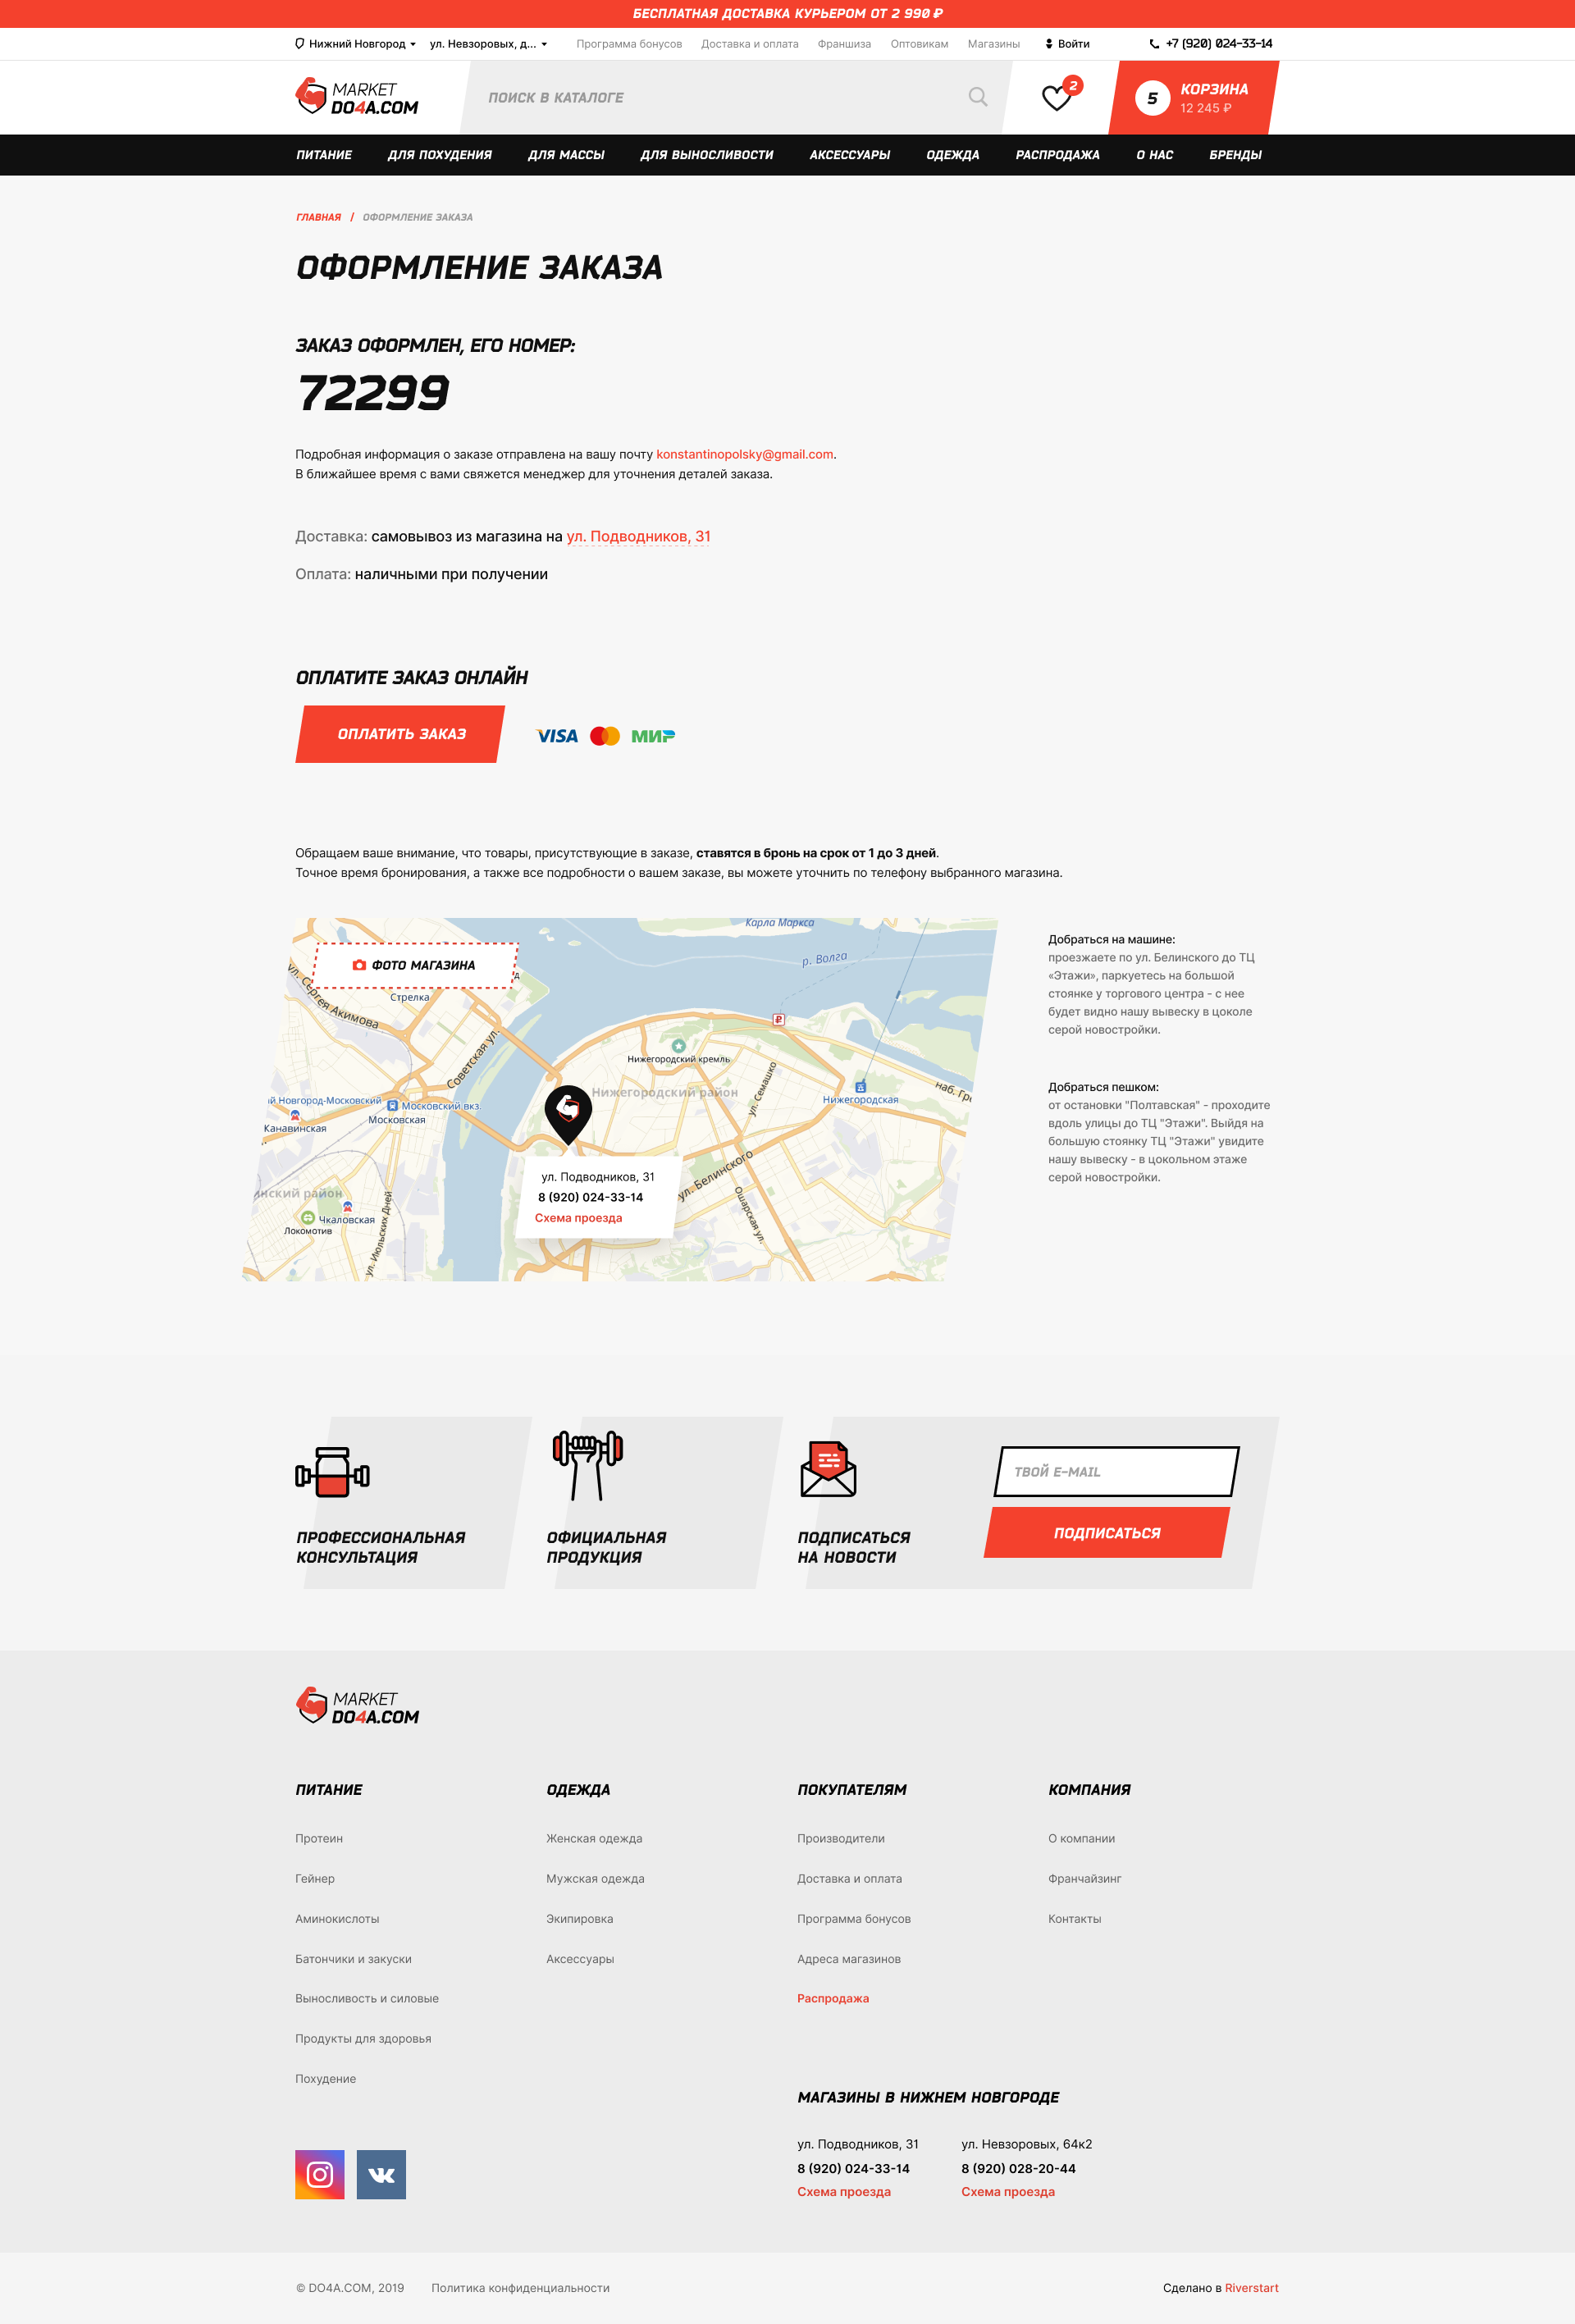 БЕСПЛАТНАЯ ДОСТАВКА КУРЬЕРОМ ОТ 2 990 ₽
Нижний Новгород ул. Невзоровых, д... Программа бонусов Доставка и оплата Франшиза Оптовикам Магазины Войти +7 (920) 024-33-14
MARKET
DO4A.COM
ПОИСК В КАТАЛОГЕ
2
5
КОРЗИНА
12 245 ₽
ПИТАНИЕ ДЛЯ ПОХУДЕНИЯ ДЛЯ МАССЫ ДЛЯ ВЫНОСЛИВОСТИ АКСЕССУАРЫ ОДЕЖДА РАСПРОДАЖА О НАС БРЕНДЫ
ГЛАВНАЯ / ОФОРМЛЕНИЕ ЗАКАЗА
ОФОРМЛЕНИЕ ЗАКАЗА
ЗАКАЗ ОФОРМЛЕН, ЕГО НОМЕР:
72299
Подробная информация о заказе отправлена на вашу почту konstantinopolsky@gmail.com.
В ближайшее время с вами свяжется менеджер для уточнения деталей заказа.
Доставка: самовывоз из магазина на ул. Подводников, 31
Оплата: наличными при получении
ОПЛАТИТЕ ЗАКАЗ ОНЛАЙН
ОПЛАТИТЬ ЗАКАЗ
VISA МИР
Обращаем ваше внимание, что товары, присутствующие в заказе, ставятся в бронь на срок от 1 до 3 дней.
Точное время бронирования, а также все подробности о вашем заказе, вы можете уточнить по телефону выбранного магазина.
Карла Маркса
р. Волга
ФОТО МАГАЗИНА
Стрелка
ул. Сергея Акимова
Советская ул.
Нижегородский кремль
Нижегородский район
ул. Семашко
Нижегородская
наб. Гре
ий Новгород-Московский
Московский вкз.
Московская
Канавинская
ул. Подводников, 31
8 (920) 024-33-14
Схема проезда
ул. Белинского
Ошарская ул.
инский район
Чкаловская
Локомотив
ул. Июльских Дней
Добраться на машине:
проезжаете по ул. Белинского до ТЦ
«Этажи», паркуетесь на большой
стоянке у торгового центра - с нее
будет видно нашу вывеску в цоколе
серой новостройки.
Добраться пешком:
от остановки "Полтавская" - проходите
вдоль улицы до ТЦ "Этажи". Выйдя на
большую стоянку ТЦ "Этажи" увидите
нашу вывеску - в цокольном этаже
серой новостройки.
ПРОФЕССИОНАЛЬНАЯ
КОНСУЛЬТАЦИЯ
ОФИЦИАЛЬНАЯ
ПРОДУКЦИЯ
ПОДПИСАТЬСЯ
НА НОВОСТИ
ТВОЙ E-MAIL
ПОДПИСАТЬСЯ
MARKET
DO4A.COM
ПИТАНИЕ
Протеин
Гейнер
Аминокислоты
Батончики и закуски
Выносливость и силовые
Продукты для здоровья
Похудение
ОДЕЖДА
Женская одежда
Мужская одежда
Экипировка
Аксессуары
ПОКУПАТЕЛЯМ
Производители
Доставка и оплата
Программа бонусов
Адреса магазинов
Распродажа
КОМПАНИЯ
О компании
Франчайзинг
Контакты
МАГАЗИНЫ В НИЖНЕМ НОВГОРОДЕ
ул. Подводников, 31
8 (920) 024-33-14
Схема проезда
ул. Невзоровых, 64к2
8 (920) 028-20-44
Схема проезда
© DO4A.COM, 2019 Политика конфиденциальности Сделано в Riverstart